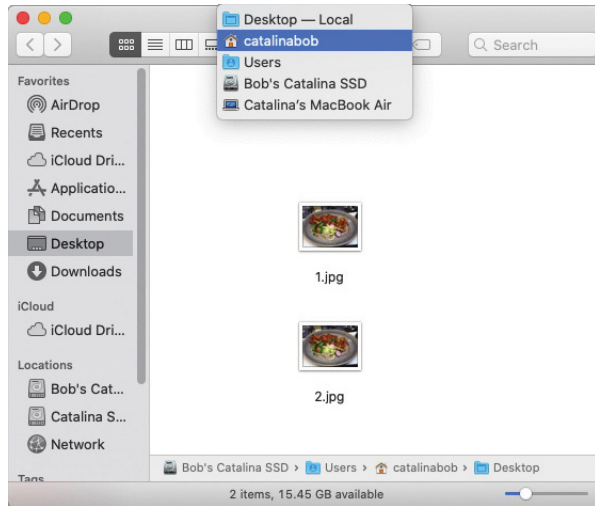 Desktop — Local
catalinabob
Users
Bob's Catalina SSD
Catalina's MacBook Air
Search
Favorites
AirDrop
Recents
iCloud Dri...
Applicatio...
Documents
Desktop
Downloads
iCloud
iCloud Dri...
Locations
Bob's Cat...
Catalina S...
Network
Tags
1.jpg
2.jpg
Bob's Catalina SSD › Users › catalinabob › Desktop
2 items, 15.45 GB available